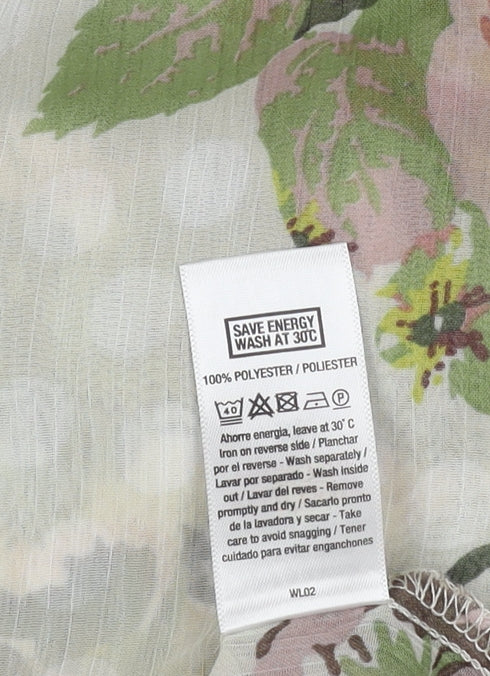 SAVE ENERGY
WASH AT 30°C
100% POLYESTER / POLIESTER
40 P
Ahorre energia, leave at 30° C
Iron on reverse side / Planchar
por el reverse - Wash separately /
Lavar por separado - Wash inside
out / Lavar del reves - Remove
promptly and dry / Sacarlo pronto
de la lavadora y secar - Take
care to avoid snagging / Tener
cuidado para evitar enganchones
WL02